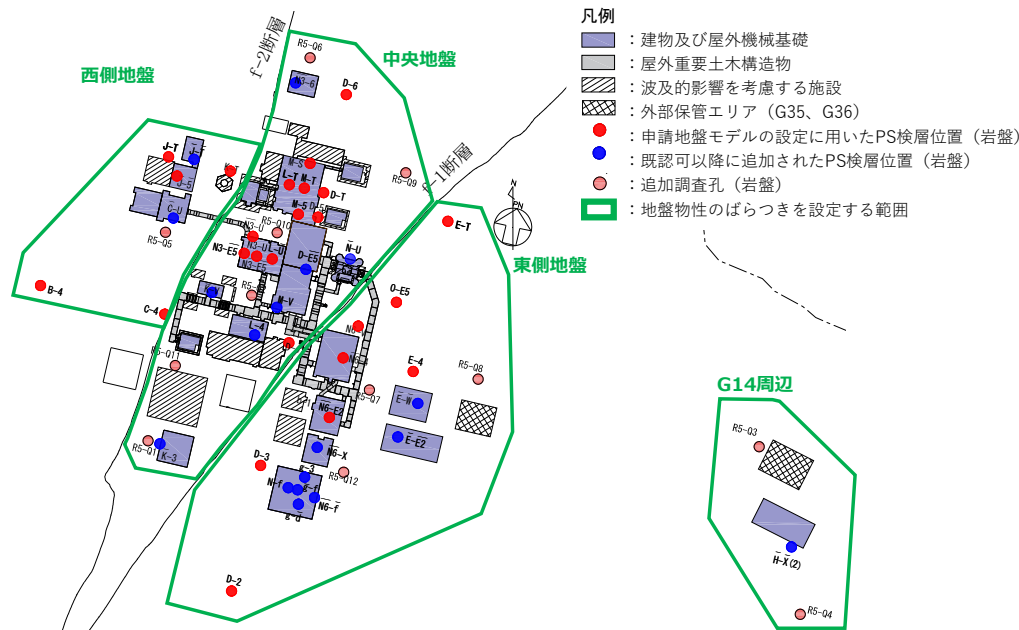 凡例
：建物及び屋外機械基礎
：屋外重要土木構造物
：波及的影響を考慮する施設
：外部保管エリア（G35、G36）
：申請地盤モデルの設定に用いたPS検層位置（岩盤）
：既認可以降に追加されたPS検層位置（岩盤）
：追加調査孔（岩盤）
：地盤物性のばらつきを設定する範囲
西側地盤
f-2断層
中央地盤
R5-Q6
N3-6
D-6
J-T
M-S
L-T
M-T
D-T
R5-Q9
f-1断層
J-5
C-U
M-5
R5-Q5
R5-Q10
N3-U
N3-E5
N3-U
L-U
N3-E5
D-E5
N-U
E-T
N
PN
東側地盤
B-4
C-4
M-V
O-E5
L-4
R5-Q11
E-4
R5-Q8
R5-Q7
E-W
N6-E2
E-E2
K-3
D-3
N6-X
R5-Q12
g-3
N-f
g-f
N6-f
g-d
D-2
G14周辺
R5-Q3
H-X(2)
R5-Q4